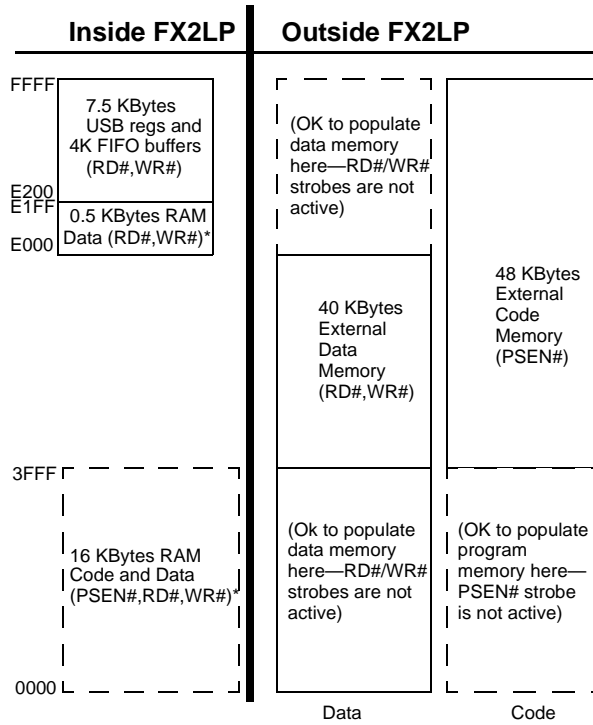 Inside FX2LP
Outside FX2LP
FFFF
7.5 KBytes
USB regs and
4K FIFO buffers
(RD#,WR#)
E200
E1FF
0.5 KBytes RAM
Data (RD#,WR#)*
E000
(OK to populate
data memory
here—RD#/WR#
strobes are not
active)
40 KBytes
External
Data
Memory
(RD#,WR#)
48 KBytes
External
Code
Memory
(PSEN#)
3FFF
16 KBytes RAM
Code and Data
(PSEN#,RD#,WR#)*
0000
(Ok to populate
data memory
here—RD#/WR#
strobes are not
active)
(OK to populate
program
memory here—
PSEN# strobe
is not active)
Data
Code